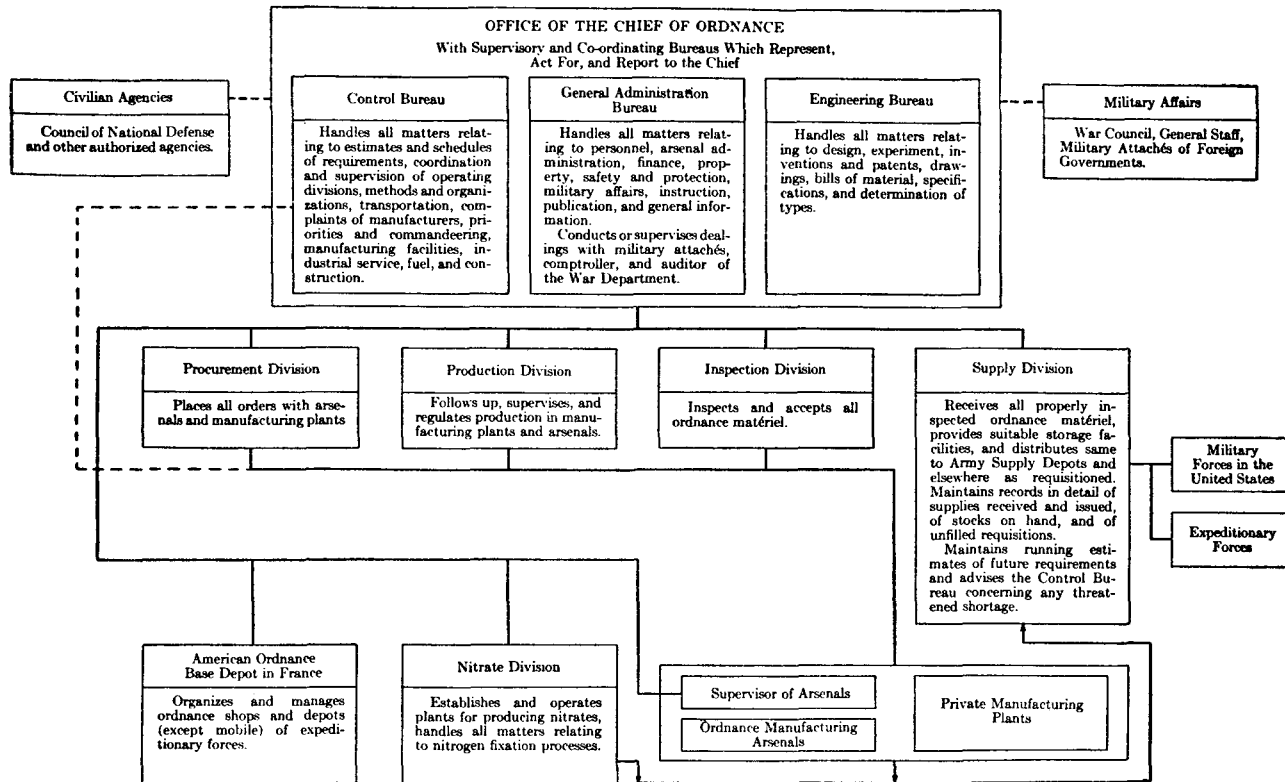 OFFICE OF THE CHIEF OF ORDNANCE
With Supervisory and Co-ordinating Bureaus Which Represent,
Act For, and Report to the Chief
Civilian Agencies
Council of National Defense
and other authorized agencies.
Control Bureau
Handles all matters relat-
ing to estimates and schedules
of requirements, coordination
and supervision of operating
divisions, methods and organi-
zations, transportation, com-
plaints of manufacturers, pri-
orities and commandeering,
manufacturing facilities, in-
dustrial service, fuel, and con-
struction.
General Administration
Bureau
Handles all matters relat-
ing to personnel, arsenal ad-
ministration, finance, prop-
erty, safety and protection,
military affairs, instruction,
publication, and general infor-
mation.
Conducts or supervises deal-
ings with military attachés,
comptroller, and auditor of
the War Department.
Engineering Bureau
Handles all matters relat-
ing to design, experiment, in-
ventions and patents, draw-
ings, bills of material, specifi-
cations, and determination of
types.
Military Affairs
War Council, General Staff,
Military Attachés of Foreign
Governments.
Procurement Division
Places all orders with arse-
nals and manufacturing plants
Production Division
Follows up, supervises, and
regulates production in manu-
facturing plants and arsenals.
Inspection Division
Inspects and accepts all
ordnance matériel.
Supply Division
Receives all properly in-
spected ordnance matériel,
provides suitable storage fa-
cilities, and distributes same
to Army Supply Depots and
elsewhere as requisitioned.
Maintains records in detail of
supplies received and issued,
of stocks on hand, and of
unfilled requisitions.
Maintains running esti-
mates of future requirements
and advises the Control Bu-
reau concerning any threat-
ened shortage.
Military
Forces in the
United States
Expeditionary
Forces
American Ordnance
Base Depot in France
Organizes and manages
ordnance shops and depots
(except mobile) of expedi-
tionary forces.
Nitrate Division
Establishes and operates
plants for producing nitrates,
handles all matters relating
to nitrogen fixation processes.
Supervisor of Arsenals
Ordnance Manufacturing
Arsenals
Private Manufacturing
Plants